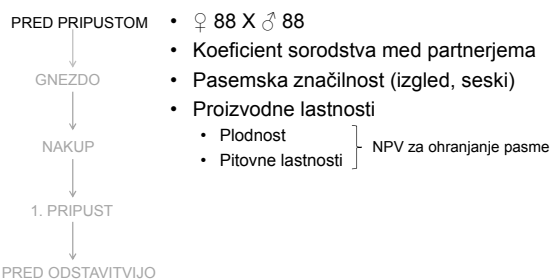 PRED PRIPUSTOM
GNEZDO
NAKUP
1. PRIPUST
PRED ODSTAVITVIJO
• ♀ 88 X ♂ 88
• Koeficient sorodstva med partnerjema
• Pasemska značilnost (izgled, seski)
• Proizvodne lastnosti
• Plodnost
• Pitovne lastnosti
NPV za ohranjanje pasme